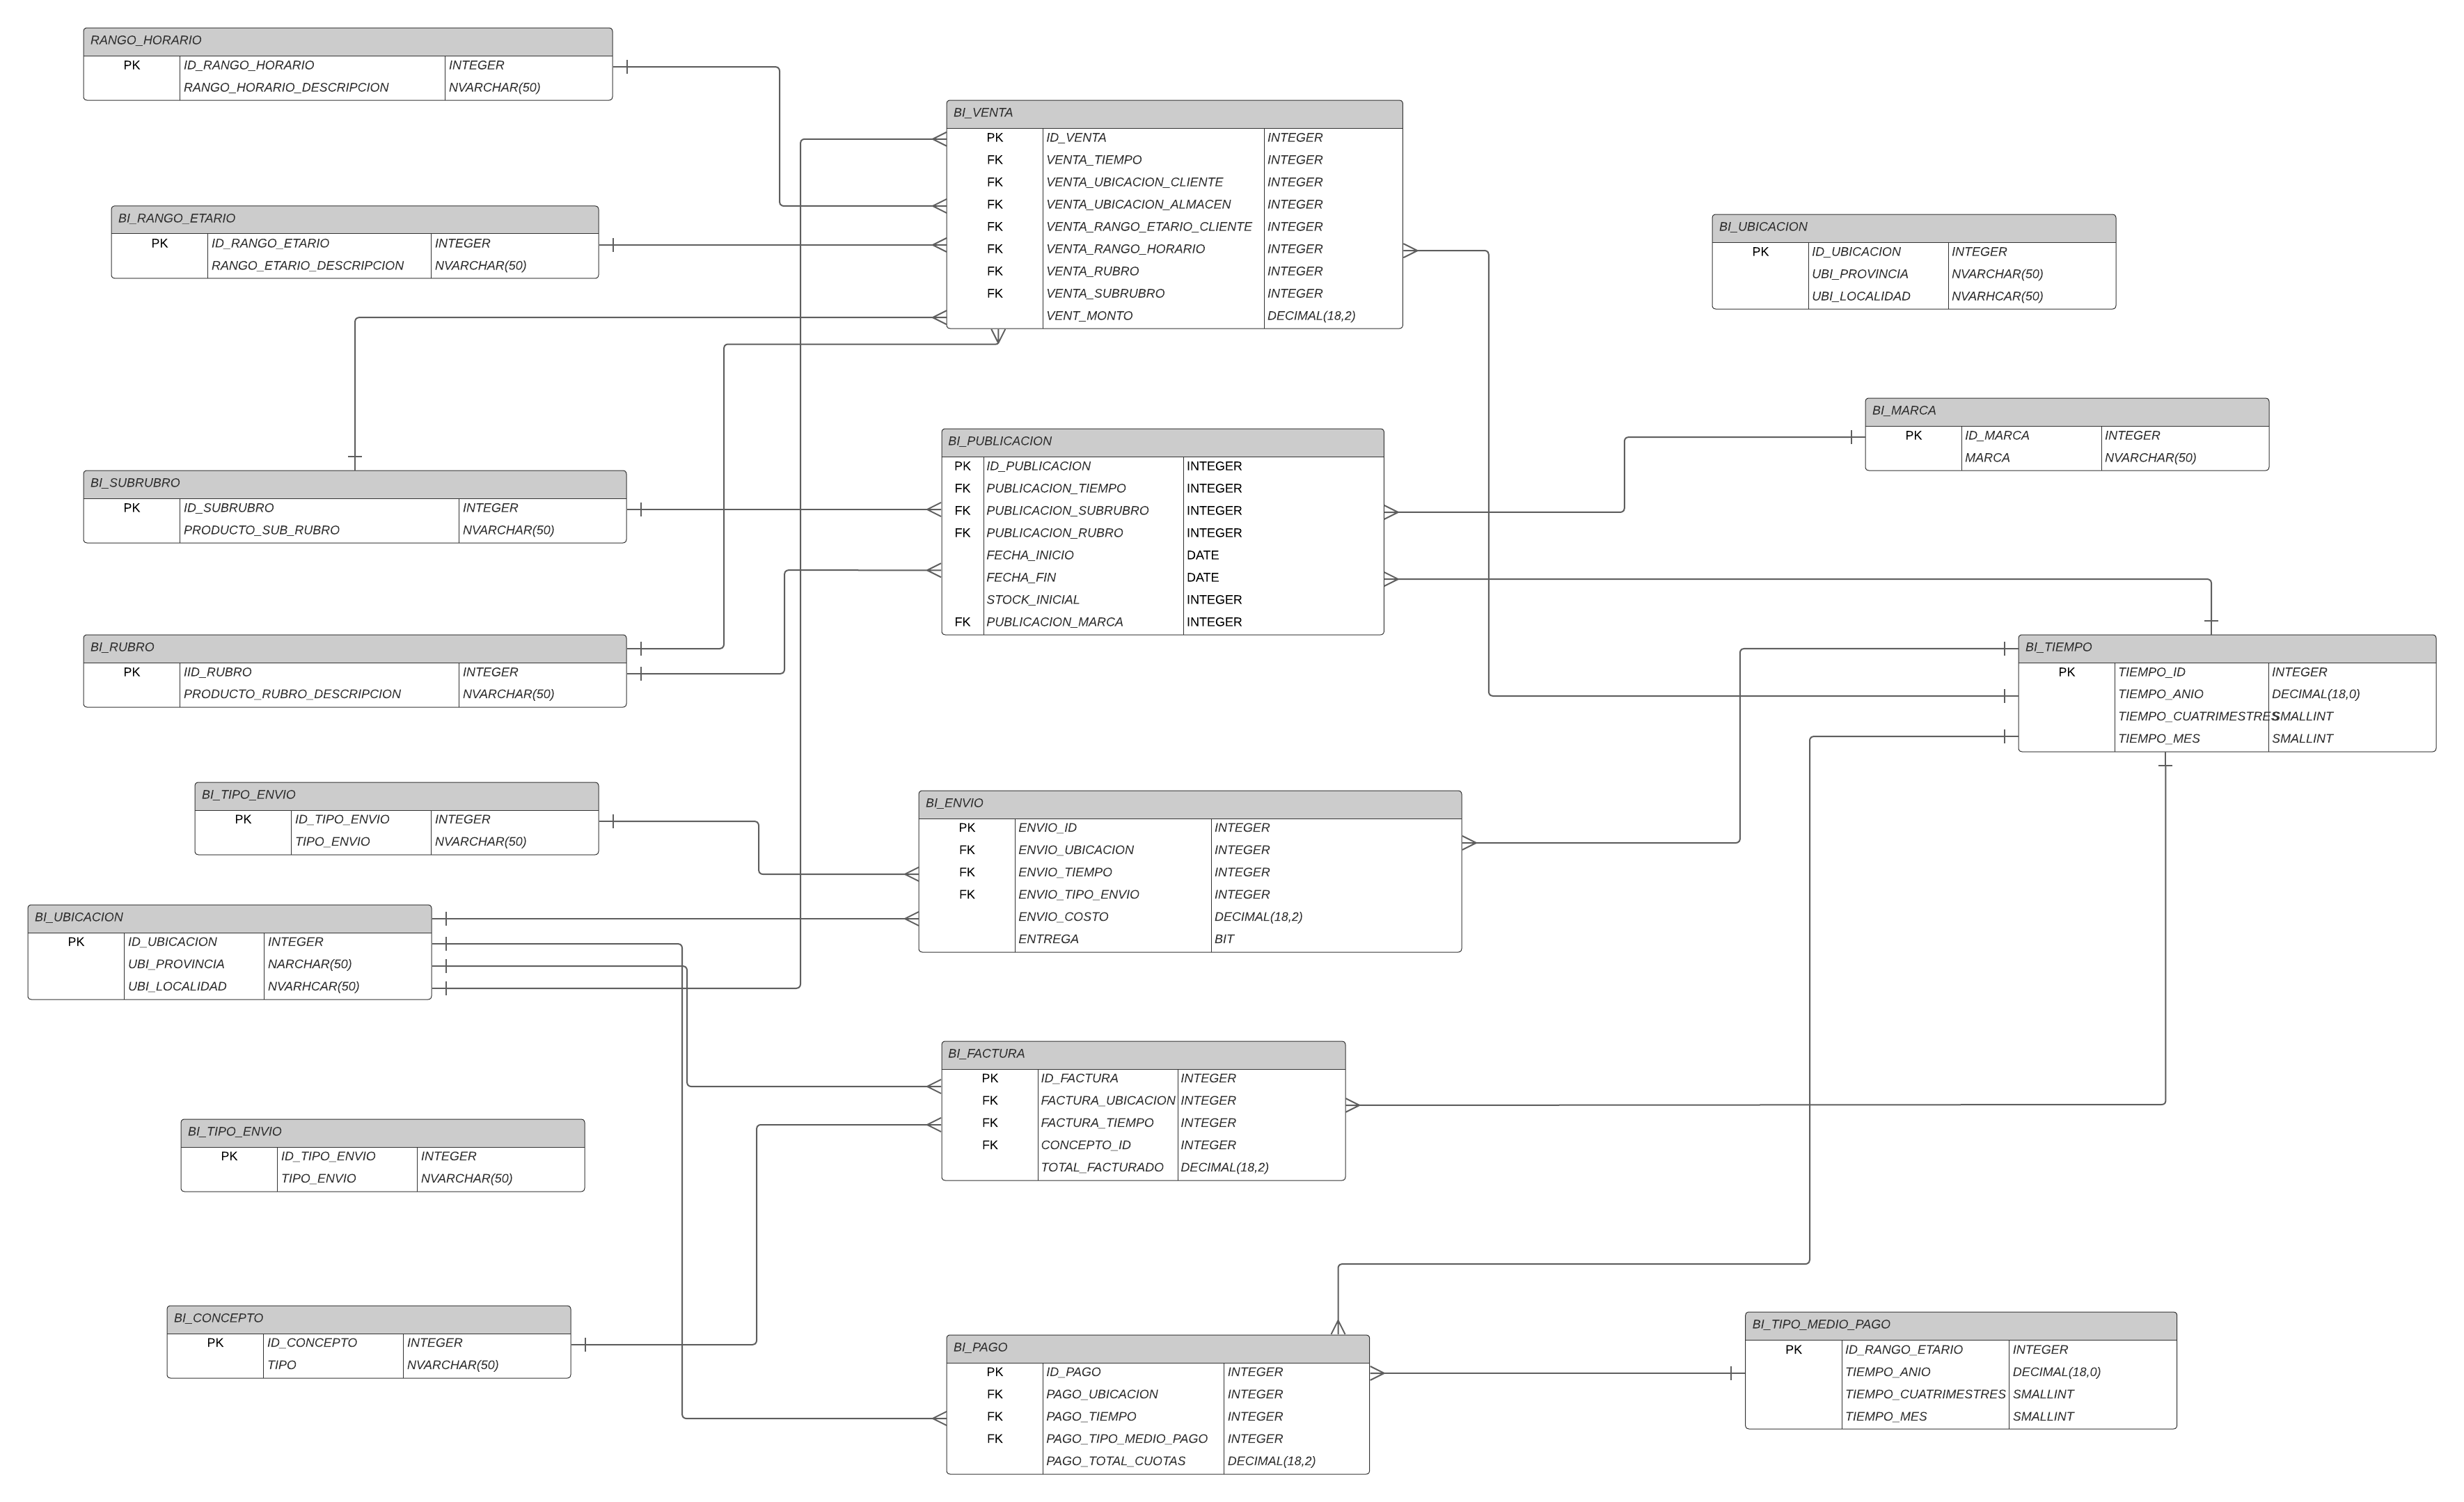 RANGO_HORARIO
PK ID_RANGO_HORARIO INTEGER
RANGO_HORARIO_DESCRIPCION NVARCHAR(50)
BI_RANGO_ETARIO
PK ID_RANGO_ETARIO INTEGER
RANGO_ETARIO_DESCRIPCION NVARCHAR(50)
BI_SUBRUBRO
PK ID_SUBRUBRO INTEGER
PRODUCTO_SUB_RUBRO NVARCHAR(50)
BI_RUBRO
PK IID_RUBRO INTEGER
PRODUCTO_RUBRO_DESCRIPCION NVARCHAR(50)
BI_TIPO_ENVIO
PK ID_TIPO_ENVIO INTEGER
TIPO_ENVIO NVARCHAR(50)
BI_UBICACION
PK ID_UBICACION INTEGER
UBI_PROVINCIA NARCHAR(50)
UBI_LOCALIDAD NVARHCAR(50)
BI_TIPO_ENVIO
PK ID_TIPO_ENVIO INTEGER
TIPO_ENVIO NVARCHAR(50)
BI_CONCEPTO
PK ID_CONCEPTO INTEGER
TIPO NVARCHAR(50)
BI_VENTA
PK ID_VENTA INTEGER
FK VENTA_TIEMPO INTEGER
FK VENTA_UBICACION_CLIENTE INTEGER
FK VENTA_UBICACION_ALMACEN INTEGER
FK VENTA_RANGO_ETARIO_CLIENTE INTEGER
FK VENTA_RANGO_HORARIO INTEGER
FK VENTA_RUBRO INTEGER
FK VENTA_SUBRUBRO INTEGER
VENT_MONTO DECIMAL(18,2)
BI_PUBLICACION
PK ID_PUBLICACION INTEGER
FK PUBLICACION_TIEMPO INTEGER
FK PUBLICACION_SUBRUBRO INTEGER
FK PUBLICACION_RUBRO INTEGER
FECHA_INICIO DATE
FECHA_FIN DATE
STOCK_INICIAL INTEGER
FK PUBLICACION_MARCA INTEGER
BI_ENVIO
PK ENVIO_ID INTEGER
FK ENVIO_UBICACION INTEGER
FK ENVIO_TIEMPO INTEGER
FK ENVIO_TIPO_ENVIO INTEGER
ENVIO_COSTO DECIMAL(18,2)
ENTREGA BIT
BI_FACTURA
PK ID_FACTURA INTEGER
FK FACTURA_UBICACION INTEGER
FK FACTURA_TIEMPO INTEGER
FK CONCEPTO_ID INTEGER
TOTAL_FACTURADO DECIMAL(18,2)
BI_PAGO
PK ID_PAGO INTEGER
FK PAGO_UBICACION INTEGER
FK PAGO_TIEMPO INTEGER
FK PAGO_TIPO_MEDIO_PAGO INTEGER
PAGO_TOTAL_CUOTAS DECIMAL(18,2)
BI_UBICACION
PK ID_UBICACION INTEGER
UBI_PROVINCIA NVARCHAR(50)
UBI_LOCALIDAD NVARHCAR(50)
BI_MARCA
PK ID_MARCA INTEGER
MARCA NVARCHAR(50)
BI_TIEMPO
PK TIEMPO_ID INTEGER
TIEMPO_ANIO DECIMAL(18,0)
TIEMPO_CUATRIMESTRES SMALLINT
TIEMPO_MES SMALLINT
BI_TIPO_MEDIO_PAGO
PK ID_RANGO_ETARIO INTEGER
TIEMPO_ANIO DECIMAL(18,0)
TIEMPO_CUATRIMESTRES SMALLINT
TIEMPO_MES SMALLINT